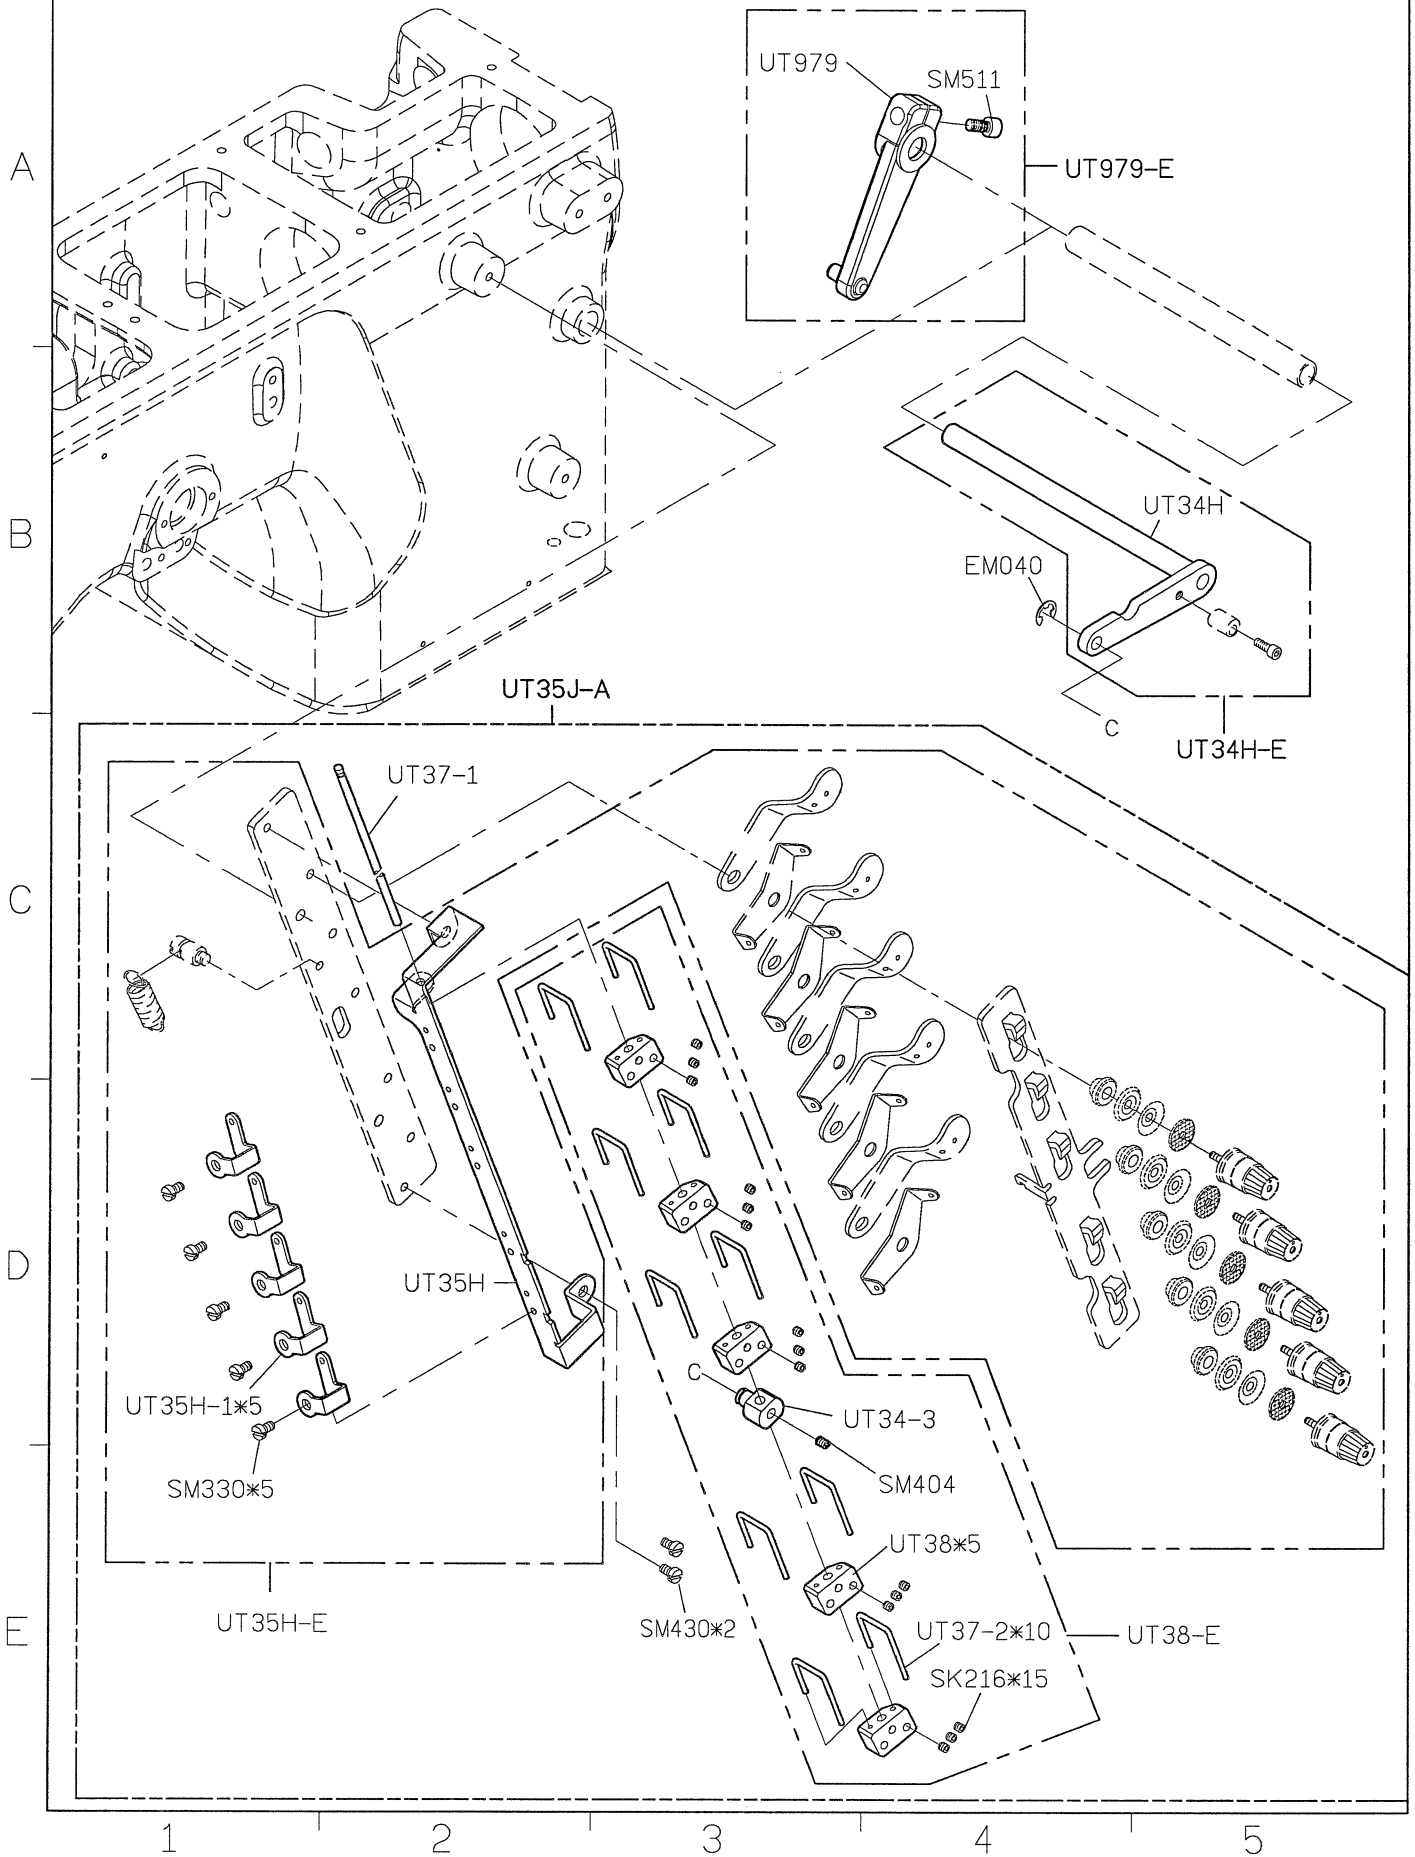 UT979
SM511
A
UT979-E
UT34H
B
EM040
UT35J-A
C
UT34H-E
UT37-1
C
D
UT35H
C
UT35H-1*5
UT34-3
SM330*5
SM404
UT38*5
UT35H-E
SM430*2
UT37-2*10
UT38-E
E
SK216*15
1
2
3
4
5